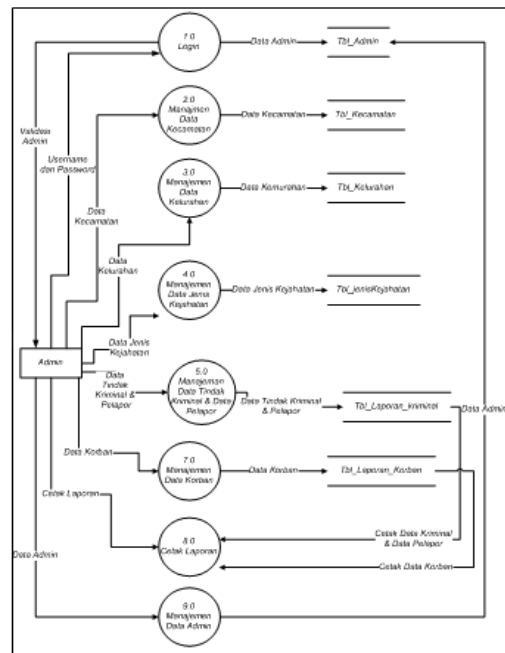 1.0
Login
Data Admin
Tbl_Admin
2.0
Manajmen
Data
Kecamatan
Data Kecamatan
Tbl_Kecamatan
Validasi
Admin
Username
dan Password
3.0
Manajemen
Data
Kelurahan
Data Kemurahan
Tbl_Kelurahan
Data
Kecamatan
Data
Kelurahan
4.0
Manajemen
Data Jenis
Kejahatan
Data Jenis Kejahatan
Tbl_jenisKejahatan
Data Jenis
Kejahatan
Admin
Data
Tindak
Kriminal &
Pelapor
5.0
Manajeman
Data Tindak
Kriminal & Data
Pelapor
Data Tindak Kriminal
& Pelapor
Tbl_Laporan_kriminal
Data Admin
Data Korban
7.0
Manajemen
Data Korban
Data Korban
Tbl_Laporan_Korban
Cetak Laporan
8.0
Cetak Laporan
Cetak Data Kriminal
& Data Pelapor
Cetak Data Korban
Data Admin
9.0
Manajemen
Data Admin